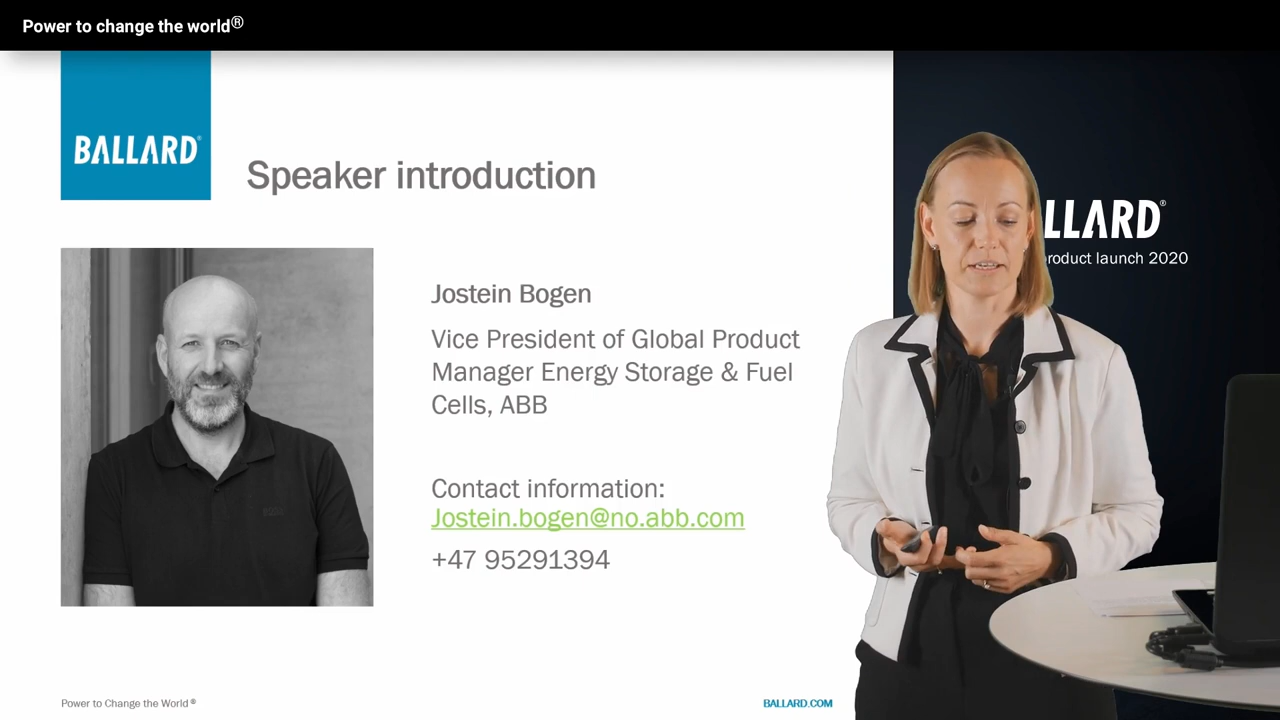 Power to change the world®
BALLARD®
Speaker introduction
Jostein Bogen
Vice President of Global Product
Manager Energy Storage & Fuel
Cells, ABB
Contact information:
Jostein.bogen@no.abb.com
+47 95291394
LLARD®
roduct launch 2020
Power to Change the World®
BALLARD.COM